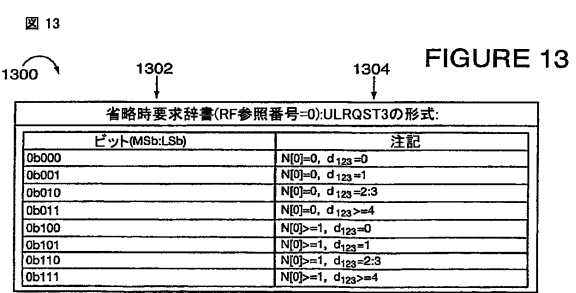 図 13
FIGURE 13
1300
1302
1304
省略時要求辞書(RF参照番号=0):ULRQST3の形式:
ビット(MSb:LSb) 注記
0b000 N[0]=0, d123=0
0b001 N[0]=0, d123=1
0b010 N[0]=0, d123=2:3
0b011 N[0]=0, d123>=4
0b100 N[0]>=1, d123=0
0b101 N[0]>=1, d123=1
0b110 N[0]>=1, d123=2:3
0b111 N[0]>=1, d123>=4